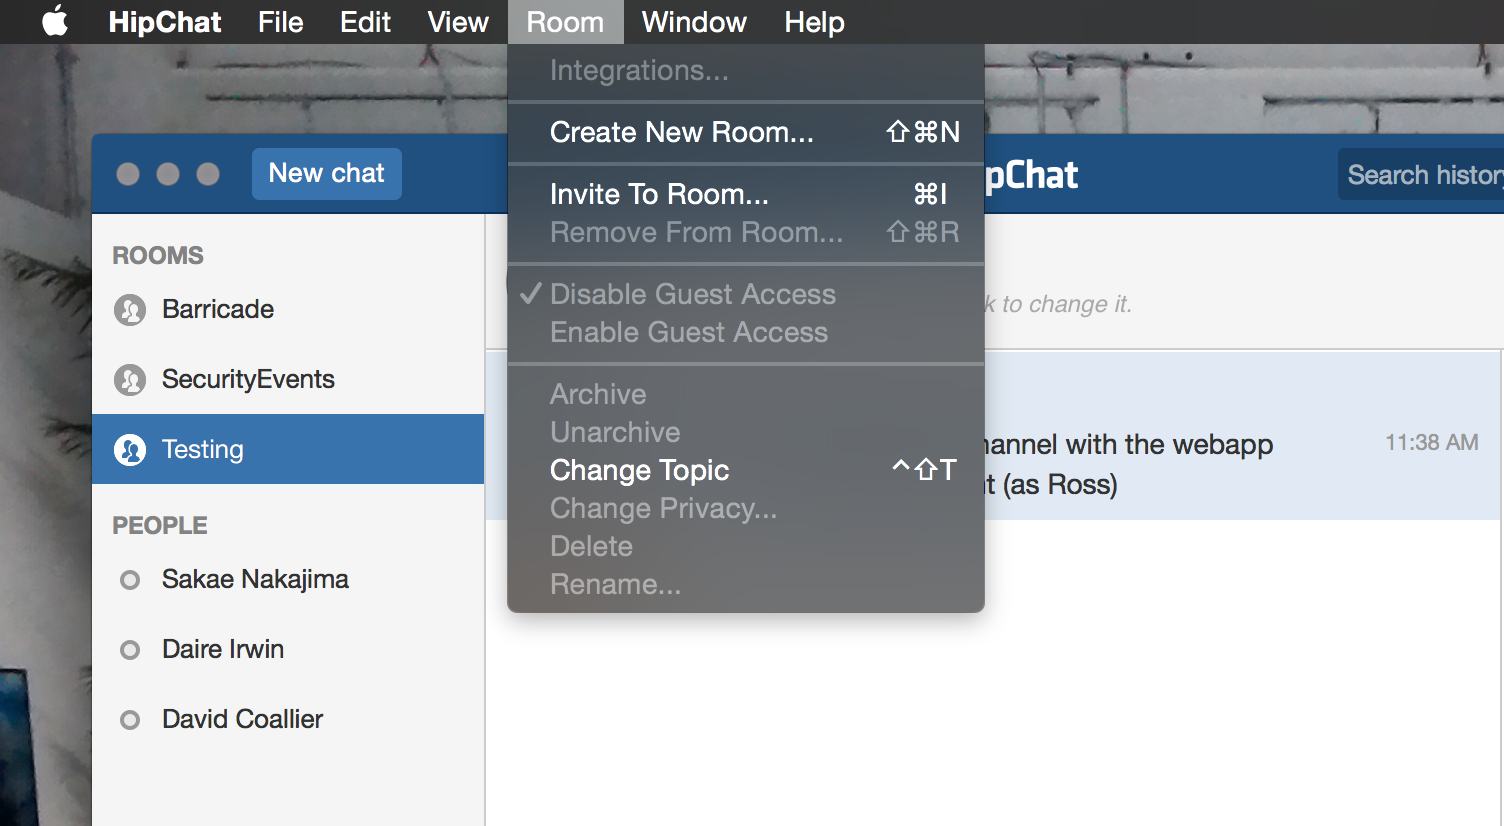 HipChat File Edit View Room Window Help
Integrations...
Create New Room... ⇧⌘N
Invite To Room... ⌘I
Remove From Room... ⇧⌘R
✓ Disable Guest Access
Enable Guest Access
Archive
Unarchive
Change Topic ^⇧T
Change Privacy...
Delete
Rename...
New chat
pChat
Search history
ROOMS
Barricade
SecurityEvents
Testing
PEOPLE
Sakae Nakajima
Daire Irwin
David Coallier
k to change it.
hannel with the webapp 11:38 AM
t (as Ross)